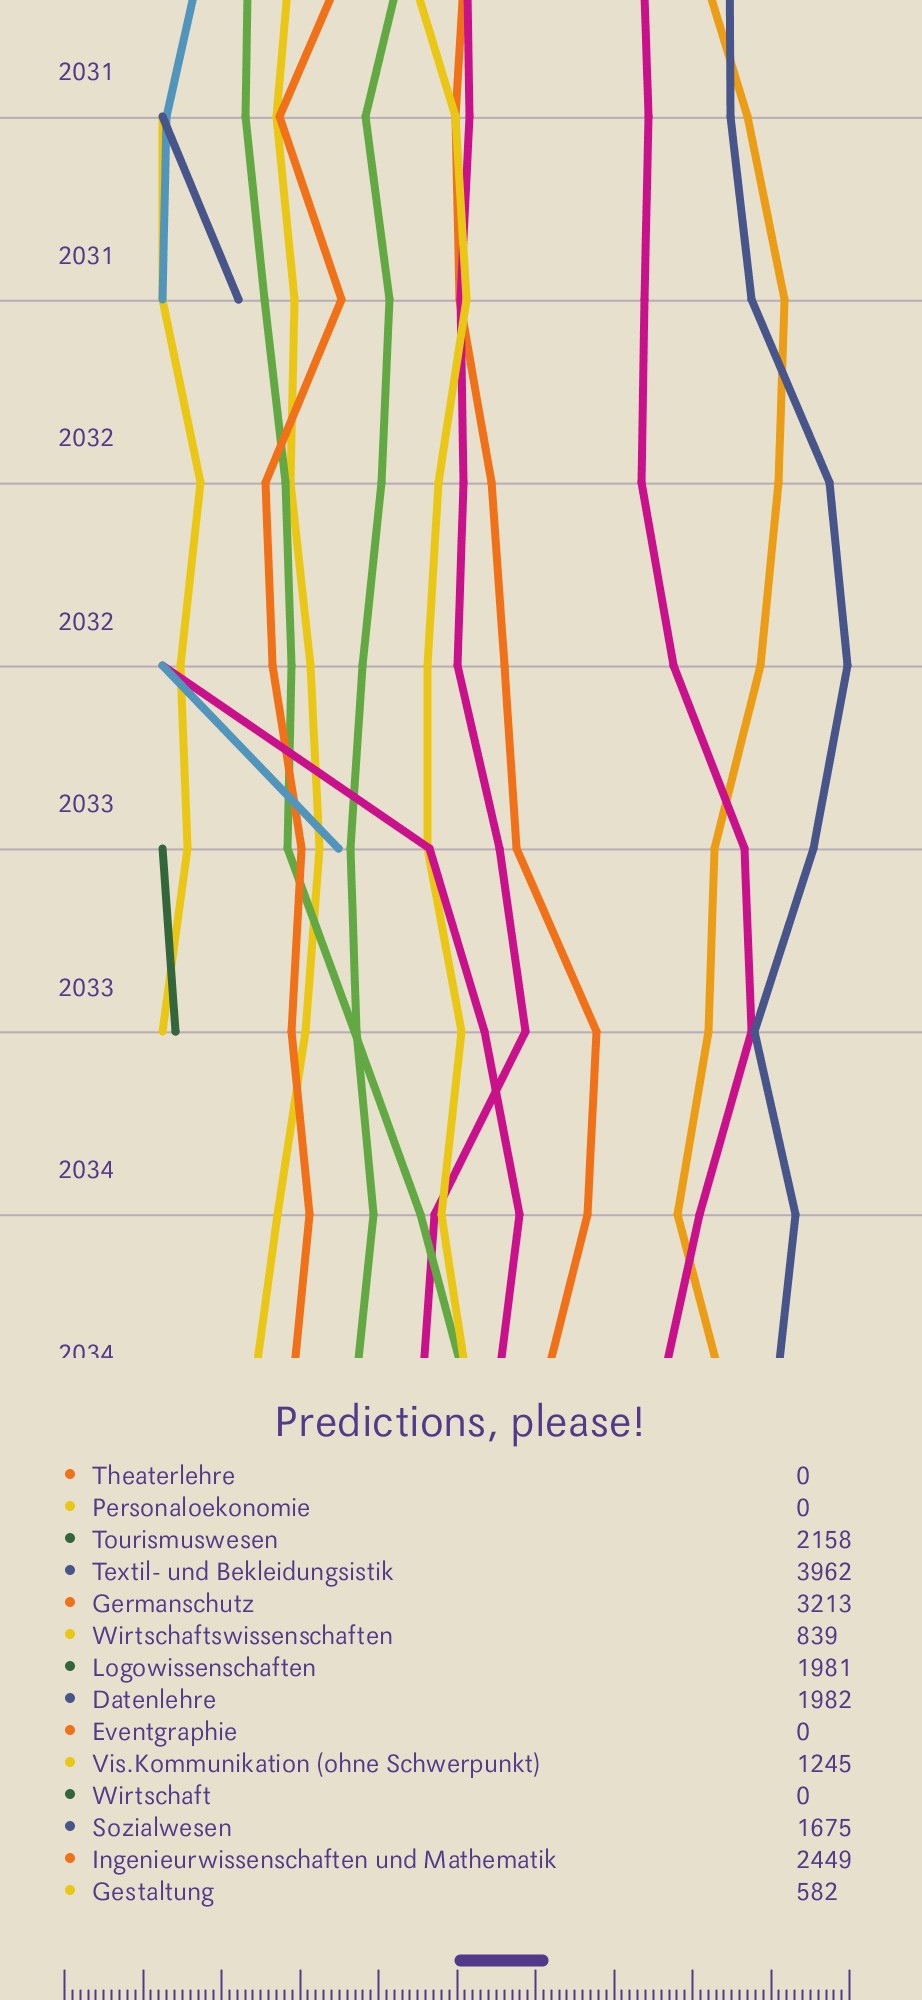 2031
2031
2032
2032
2033
2033
2034
2034
Predictions, please!
Theaterlehre 0
Personaloekonomie 0
Tourismuswesen 2158
Textil- und Bekleidungsistik 3962
Germanschutz 3213
Wirtschaftswissenschaften 839
Logowissenschaften 1981
Datenlehre 1982
Eventgraphie 0
Vis.Kommunikation (ohne Schwerpunkt) 1245
Wirtschaft 0
Sozialwesen 1675
Ingenieurwissenschaften und Mathematik 2449
Gestaltung 582